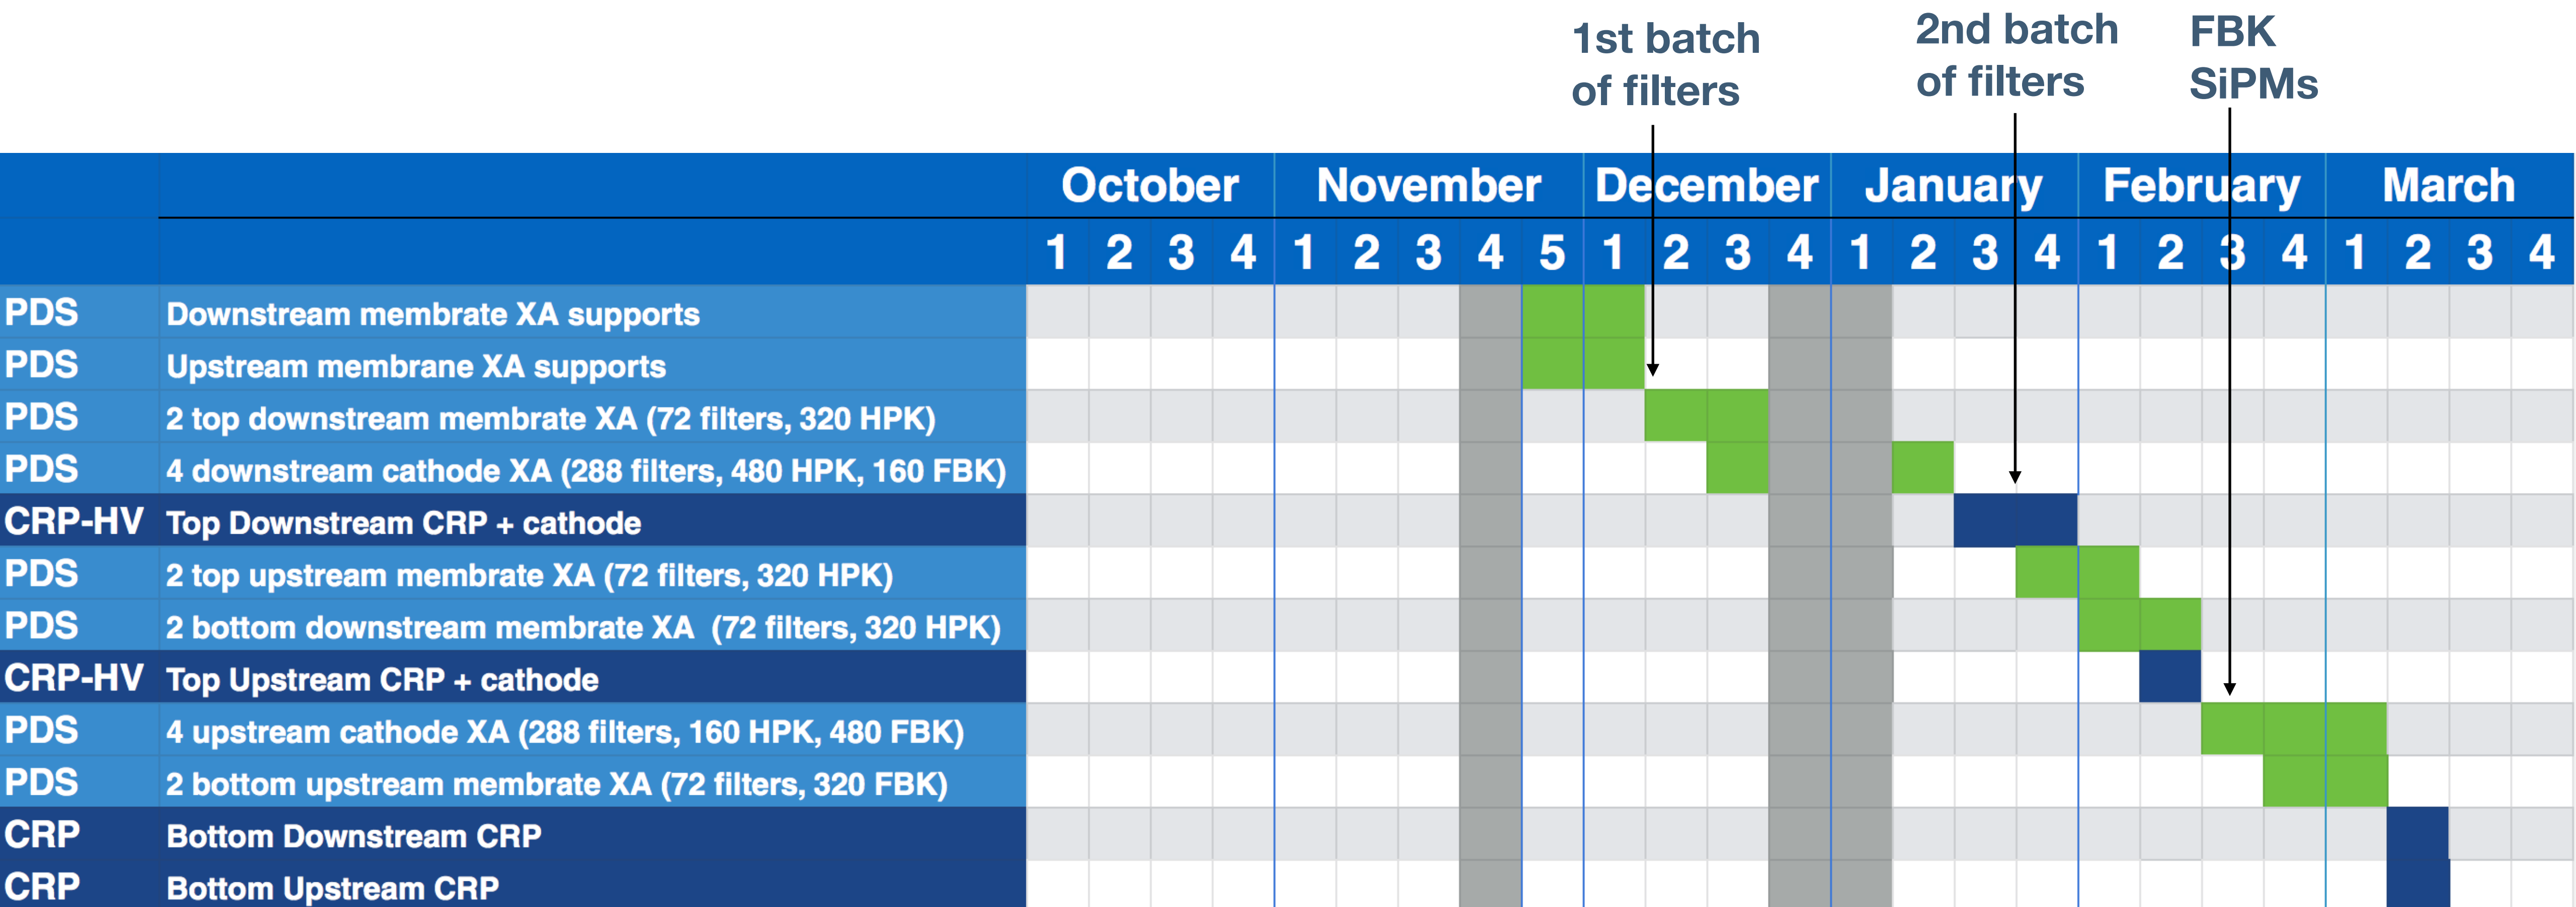 1st batch
of filters
2nd batch
of filters
FBK
SiPMs
October November December January February March
1 2 3 4 1 2 3 4 5 1 2 3 4 1 2 3 4 1 2 3 4 1 2 3 4
PDS Downstream membrate XA supports
PDS Upstream membrane XA supports
PDS 2 top downstream membrate XA (72 filters, 320 HPK)
PDS 4 downstream cathode XA (288 filters, 480 HPK, 160 FBK)
CRP-HV Top Downstream CRP + cathode
PDS 2 top upstream membrate XA (72 filters, 320 HPK)
PDS 2 bottom downstream membrate XA (72 filters, 320 HPK)
CRP-HV Top Upstream CRP + cathode
PDS 4 upstream cathode XA (288 filters, 160 HPK, 480 FBK)
PDS 2 bottom upstream membrate XA (72 filters, 320 FBK)
CRP Bottom Downstream CRP
CRP Bottom Upstream CRP